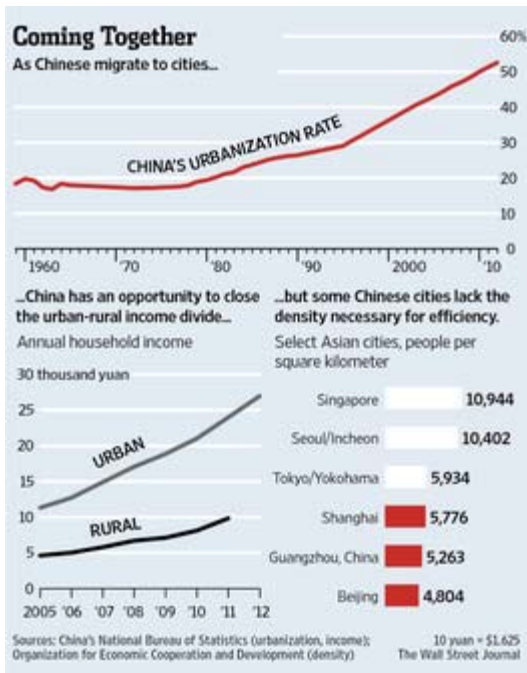 Coming Together
As Chinese migrate to cities...
60%
50
40
30
20
10
0
CHINA'S URBANIZATION RATE
1960 '70 '80 '90 2000 '10
...China has an opportunity to close
the urban-rural income divide...
Annual household income
30 thousand yuan
25
20
15
10
5
0
URBAN
RURAL
2005 '06 '07 '08 '09 '10 '11 '12
...but some Chinese cities lack the
density necessary for efficiency.
Select Asian cities, people per
square kilometer
Singapore 10,944
Seoul/Incheon 10,402
Tokyo/Yokohama 5,934
Shanghai 5,776
Guangzhou, China 5,263
Beijing 4,804
Sources: China's National Bureau of Statistics (urbanization, income);
Organization for Economic Cooperation and Development (density)
10 yuan = $1.625
The Wall Street Journal